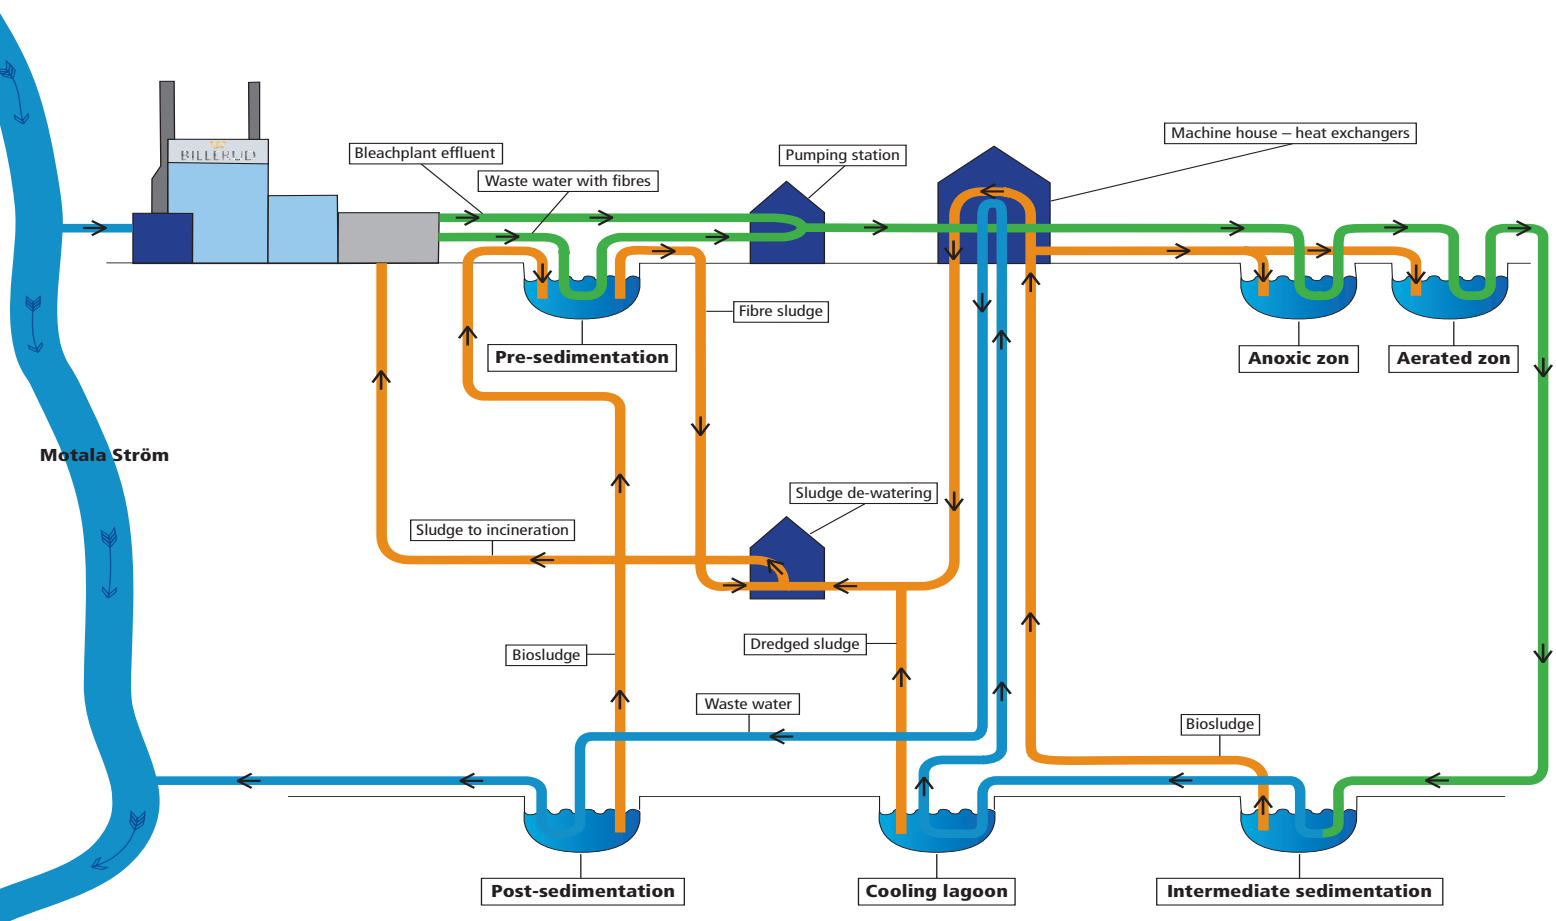 Machine house – heat exchangers
Bleachplant effluent
Pumping station
BILLERUD
Waste water with fibres
Fibre sludge
Pre-sedimentation
Anoxic zon
Aerated zon
Motala Ström
Sludge de-watering
Sludge to incineration
Dredged sludge
Biosludge
Waste water
Biosludge
Post-sedimentation
Cooling lagoon
Intermediate sedimentation